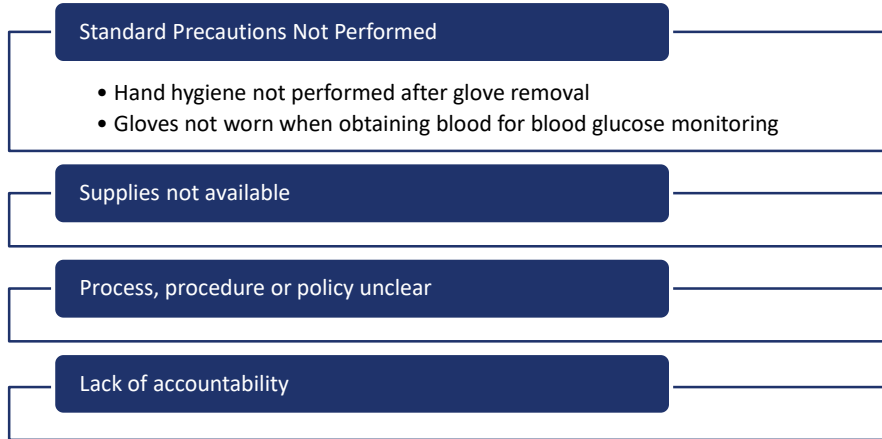 Standard Precautions Not Performed
• Hand hygiene not performed after glove removal
• Gloves not worn when obtaining blood for blood glucose monitoring
Supplies not available
Process, procedure or policy unclear
Lack of accountability